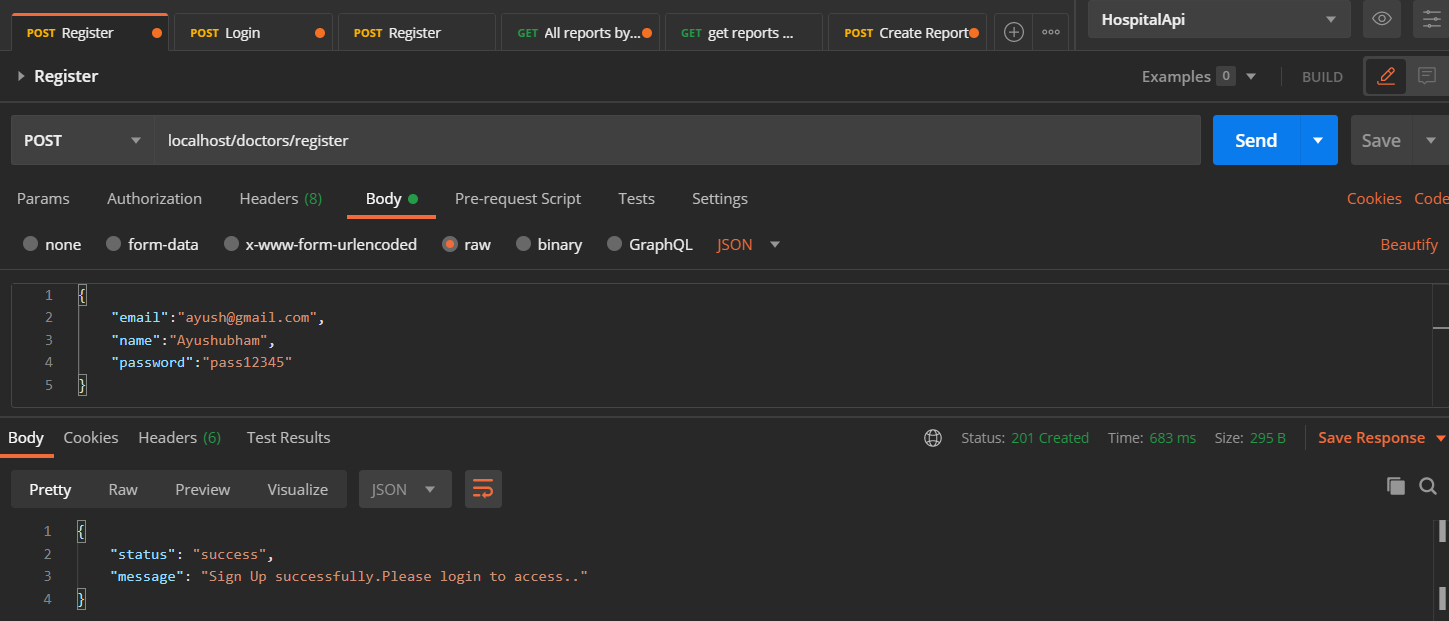 POST Register POST Login POST Register GET All reports by... GET get reports ... POST Create Report HospitalApi
Register Examples 0 BUILD
POST localhost/doctors/register Send Save
Params Authorization Headers (8) Body Pre-request Script Tests Settings Cookies Code
none form-data x-www-form-urlencoded raw binary GraphQL JSON Beautify
1 {
2 "email":"ayush@gmail.com",
3 "name":"Ayushubham",
4 "password":"pass12345"
5 }
Body Cookies Headers (6) Test Results Status: 201 Created Time: 683 ms Size: 295 B Save Response
Pretty Raw Preview Visualize JSON
1 {
2 "status": "success",
3 "message": "Sign Up successfully.Please login to access.."
4 }